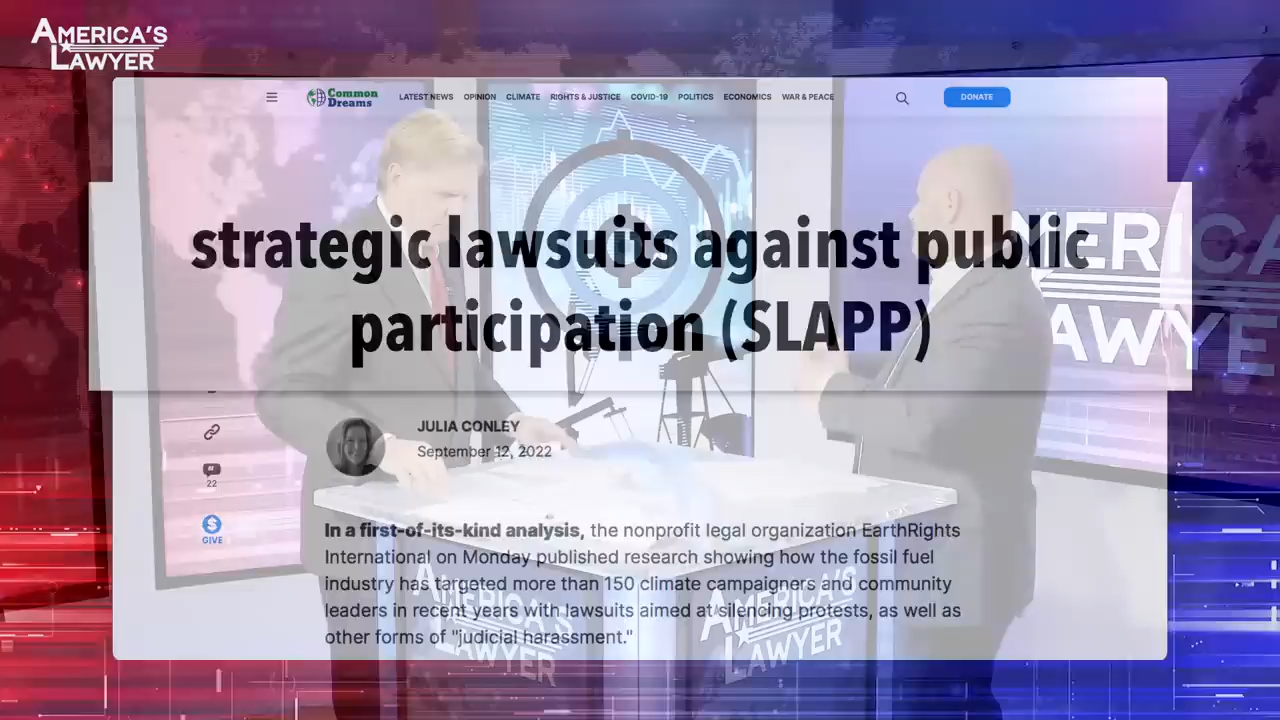 AMERICA'S
LAWYER
Common
Dreams
LATEST NEWS OPINION CLIMATE RIGHTS & JUSTICE COVID-19 POLITICS ECONOMICS WAR & PEACE
DONATE
strategic lawsuits against public
participation (SLAPP)
JULIA CONLEY
September 12, 2022
22
GIVE
In a first-of-its-kind analysis, the nonprofit legal organization EarthRights
International on Monday published research showing how the fossil fuel
industry has targeted more than 150 climate campaigners and community
leaders in recent years with lawsuits aimed at silencing protests, as well as
other forms of "judicial harassment."
AMERICA'S
LAWYER
AMERICA'S
LAWYER